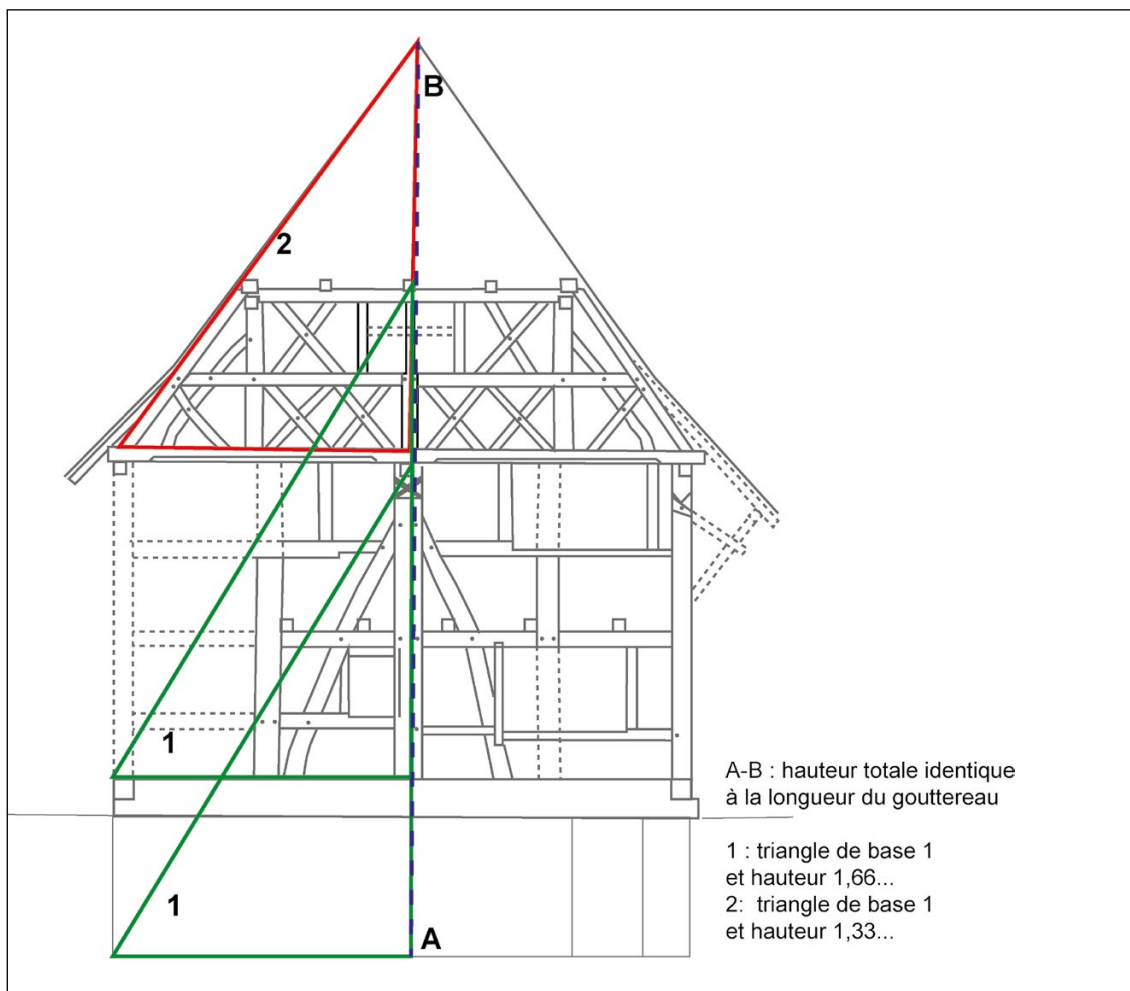 B
2
1
1
A
A-B : hauteur totale identique
à la longueur du gouttereau
1 : triangle de base 1
et hauteur 1,66...
2: triangle de base 1
et hauteur 1,33...